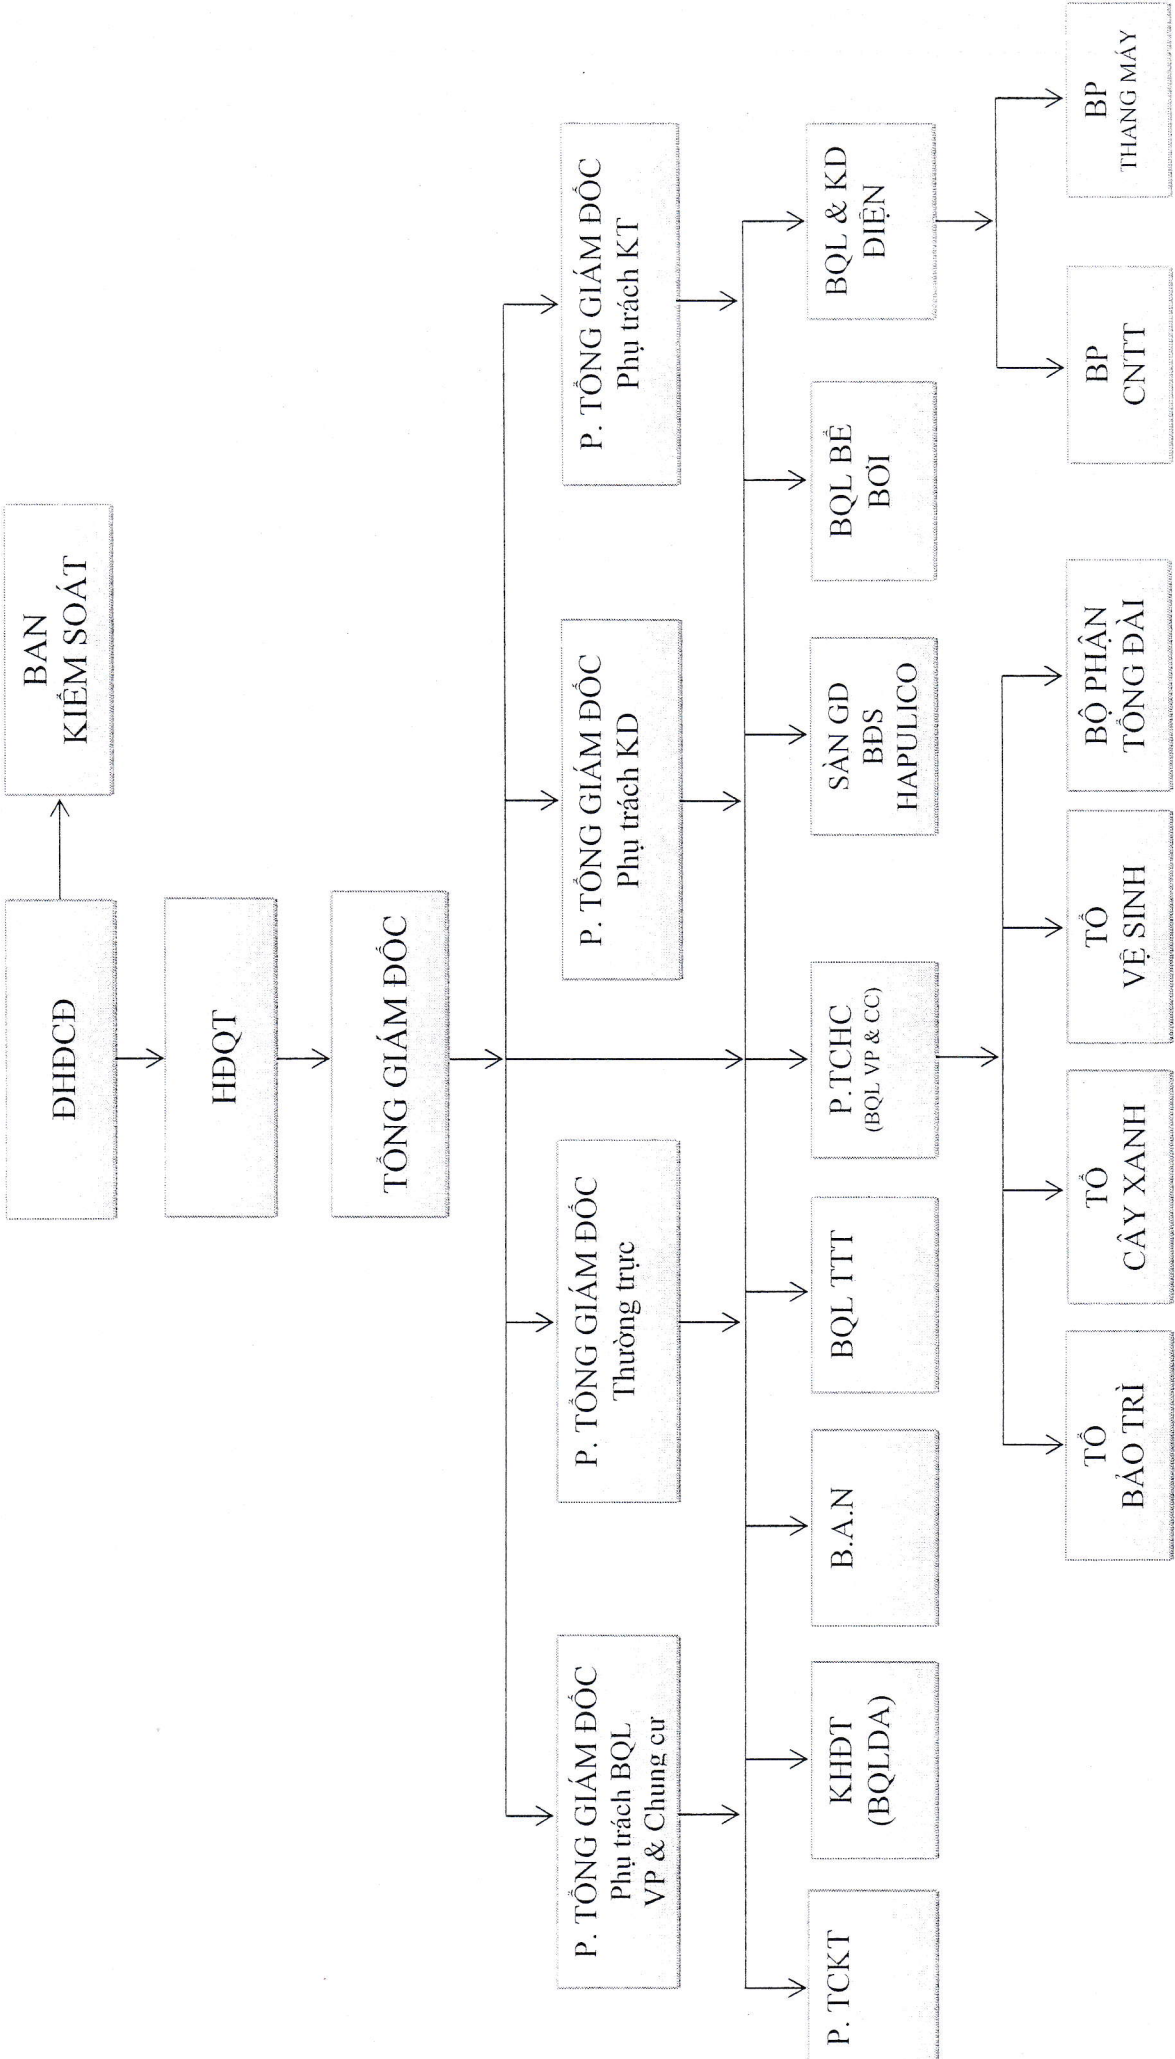 ĐHĐCĐ
BAN
KIỂM SOÁT
HĐQT
TỔNG GIÁM ĐỐC
P. TỔNG GIÁM ĐỐC
Phụ trách BQL
VP & Chung cư
P. TỔNG GIÁM ĐỐC
Thường trực
P. TỔNG GIÁM ĐỐC
Phụ trách KD
P. TỔNG GIÁM ĐỐC
Phụ trách KT
P. TCKT
KHĐT
(BQLDA)
B.A.N
BQL TTT
P.TCHC
(BQL VP & CC)
SÀN GD
BĐS
HAPULICO
BQL BỂ
BƠI
BQL & KD
ĐIỆN
TỔ
BẢO TRÌ
TỔ
CÂY XANH
TỔ
VỆ SINH
BỘ PHẬN
TỔNG ĐÀI
BP
CNTT
BP
THANG MÁY